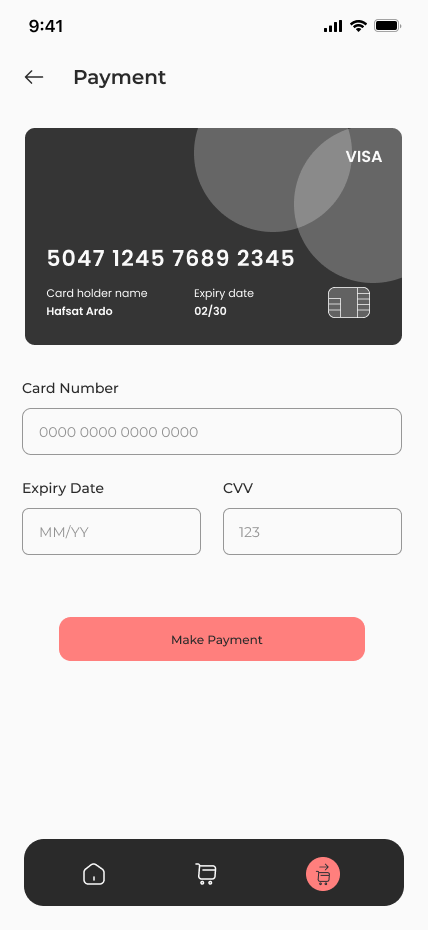 9:41
Payment
VISA
5047 1245 7689 2345
Card holder name Expiry date
Hafsat Ardo 02/30
Card Number
0000 0000 0000 0000
Expiry Date CVV
MM/YY 123
Make Payment